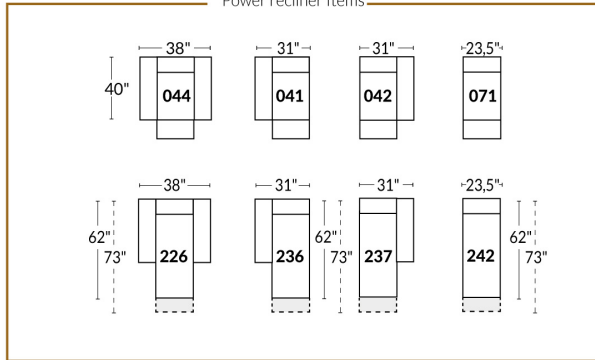 Power recliner items
38" 31" 31" 23,5"
40"
044 041 042 071
38" 31" 31" 23,5"
62" 62" 62"
73" 73" 73"
226 236 237 242